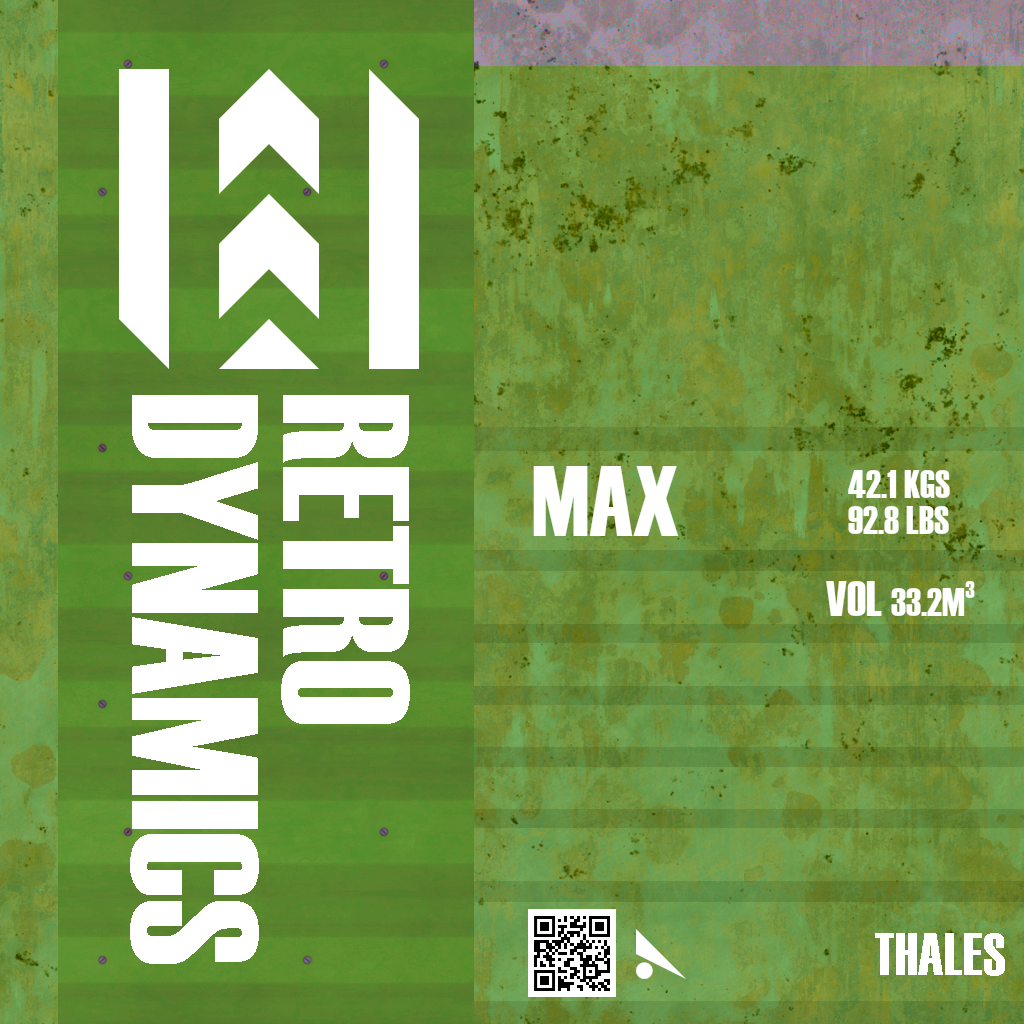 RETRO
DYNAMICS
MAX
42.1 KGS
92.8 LBS
VOL 33.2M³
THALES